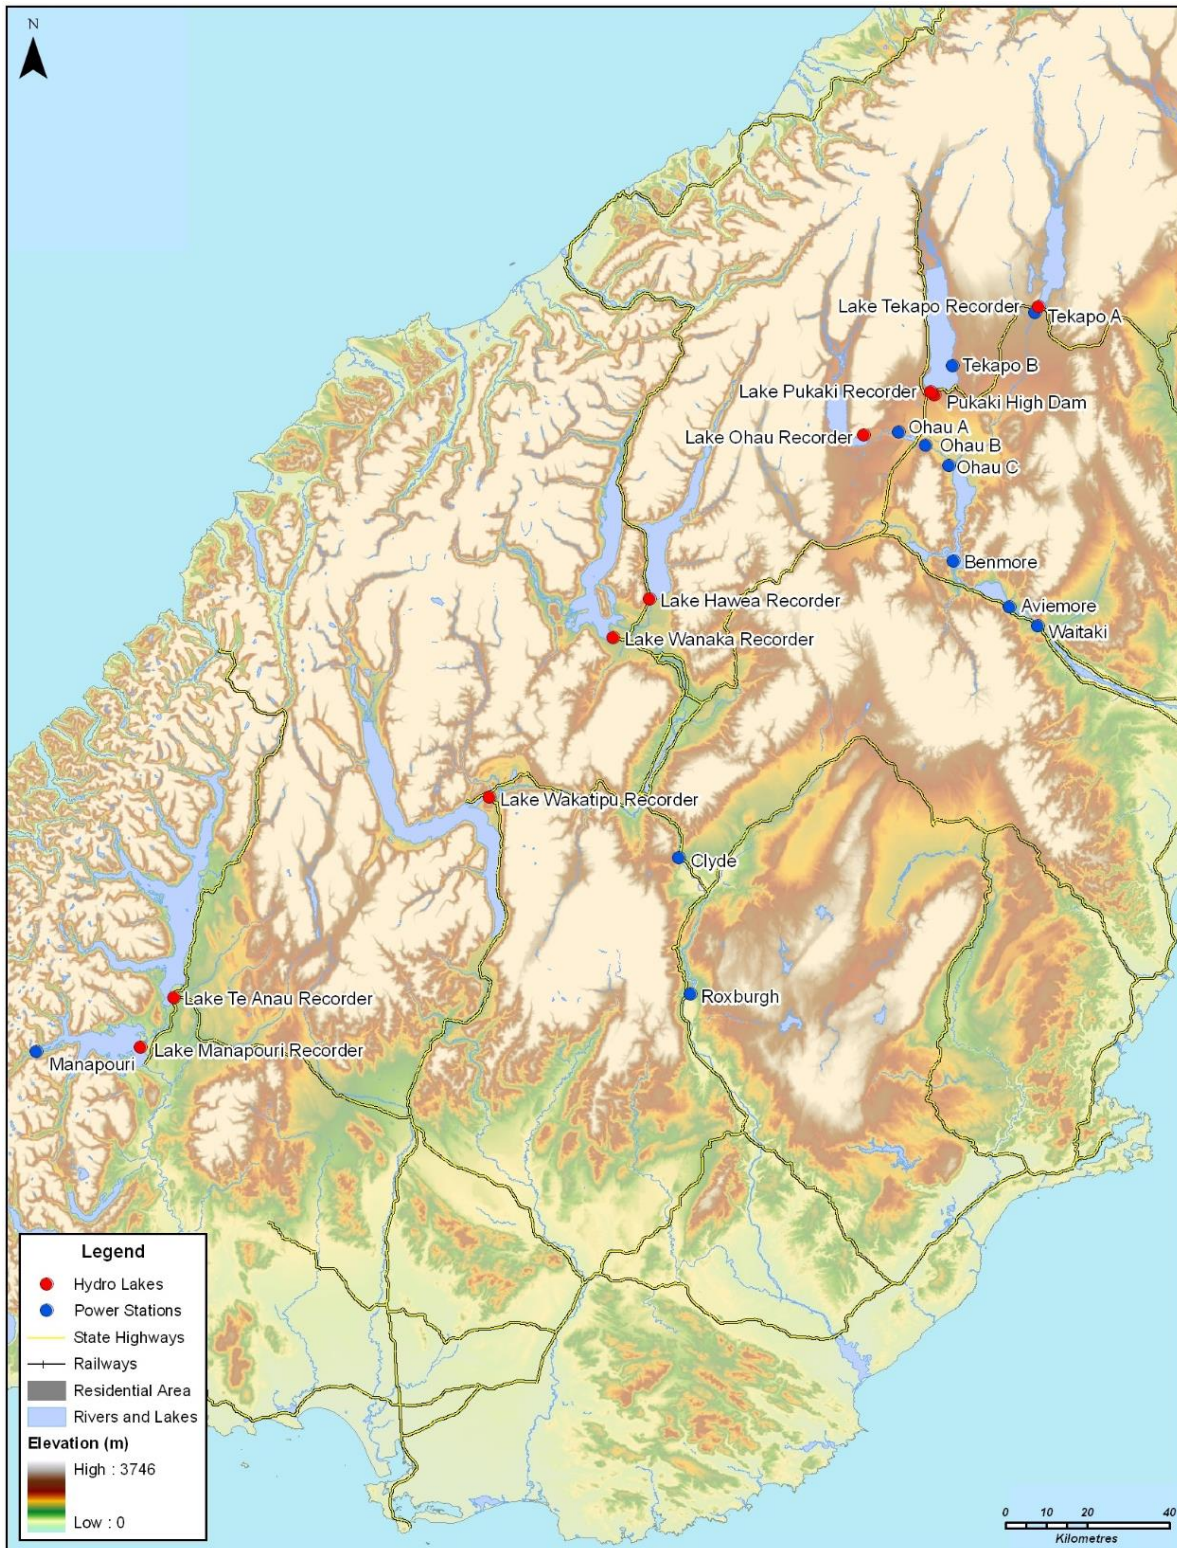 N
Lake Tekapo Recorder
Tekapo A
Tekapo B
Lake Pukaki Recorder
Pukaki High Dam
Ohau A
Lake Ohau Recorder
Ohau B
Ohau C
Benmore
Lake Hawea Recorder
Aviemore
Waitaki
Lake Wanaka Recorder
Lake Wakatipu Recorder
Clyde
Roxburgh
Lake Te Anau Recorder
Lake Manapouri Recorder
Manapouri
Legend
Hydro Lakes
Power Stations
State Highways
Railways
Residential Area
Rivers and Lakes
Elevation (m)
High : 3746
Low : 0
0 10 20 40
Kilometres